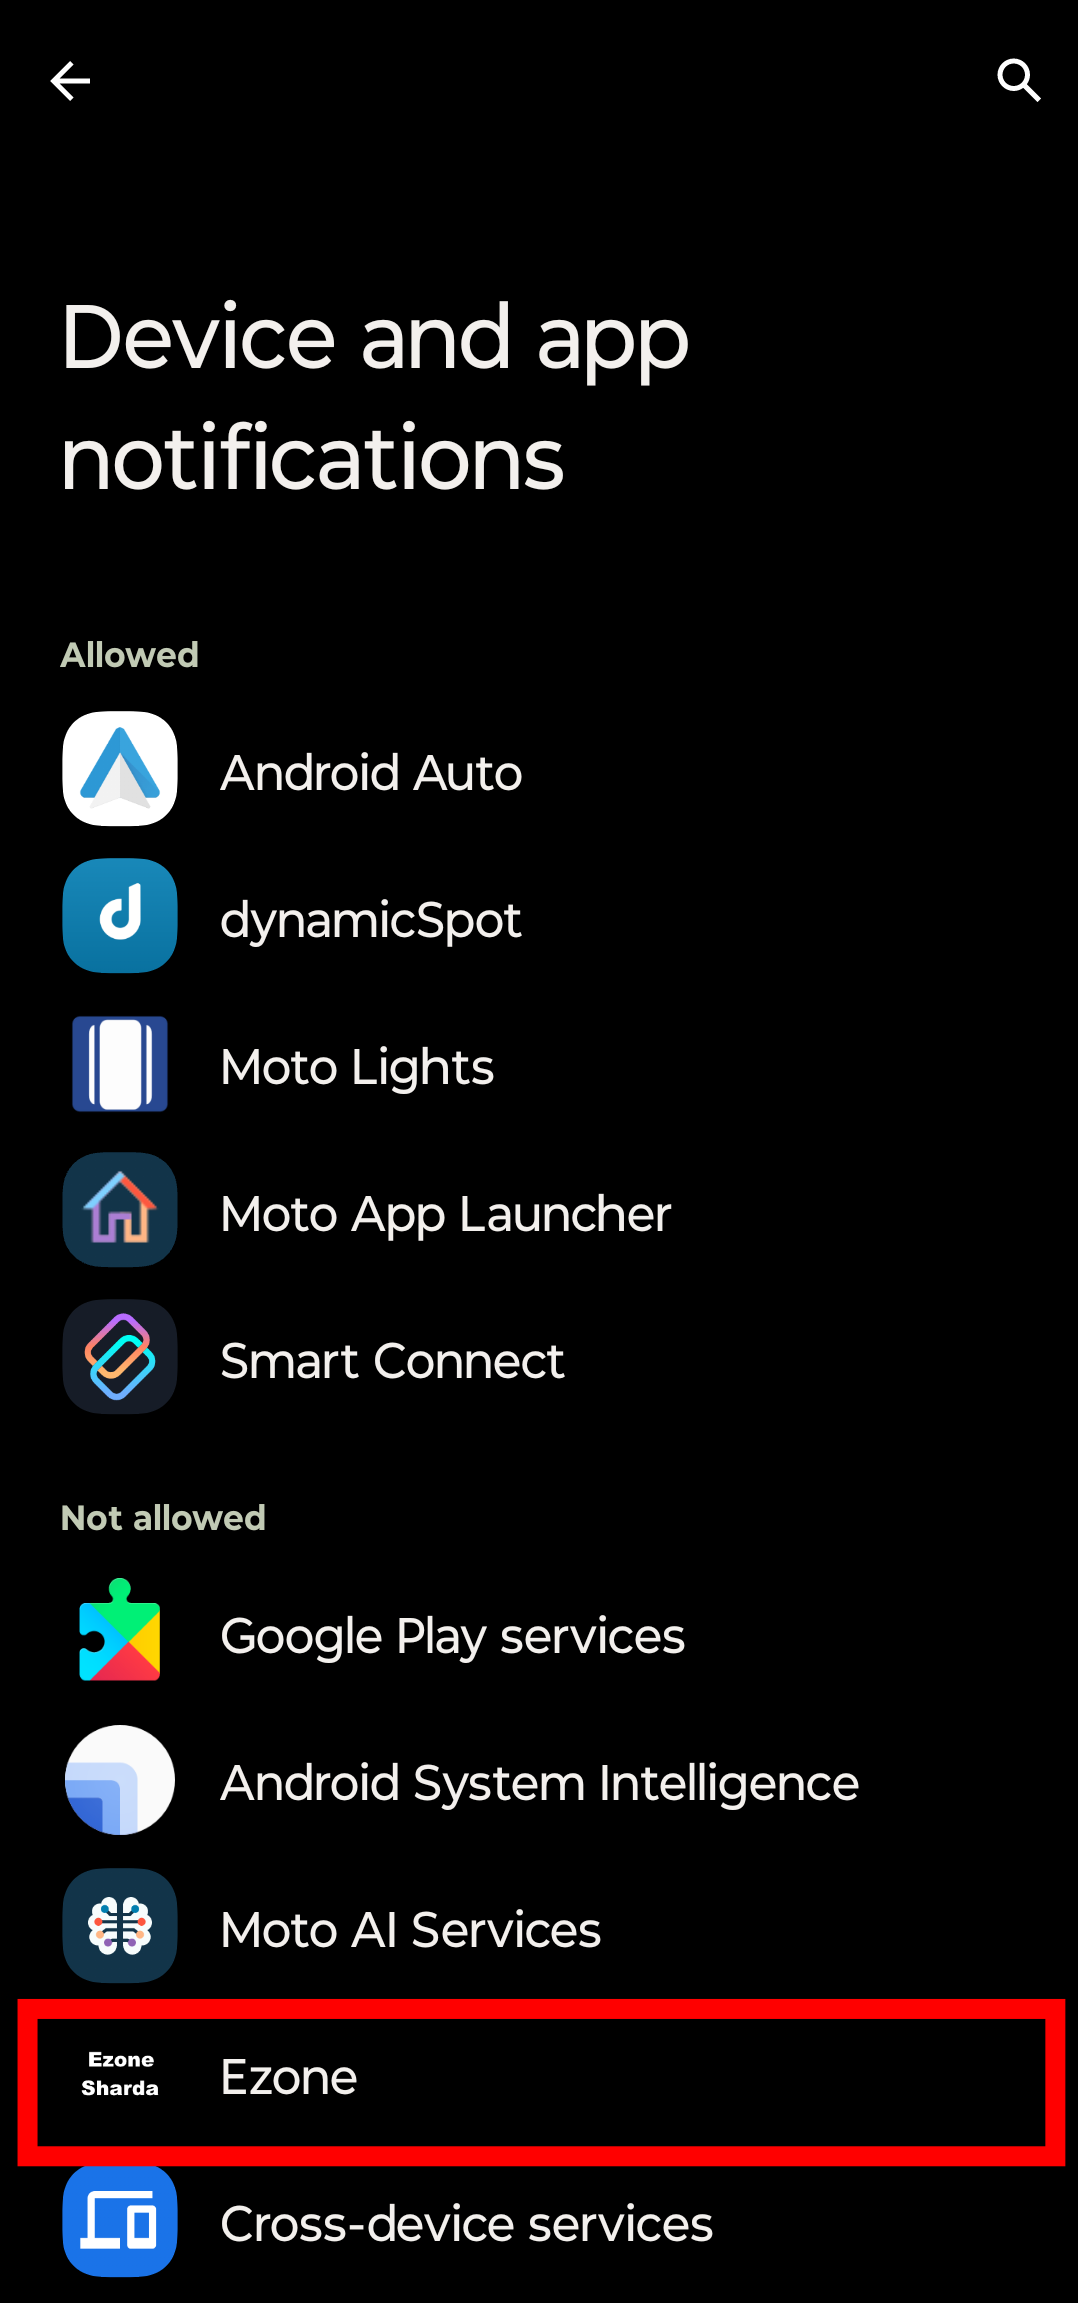 Device and app
notifications
Allowed
Android Auto
dynamicSpot
Moto Lights
Moto App Launcher
Smart Connect
Not allowed
Google Play services
Android System Intelligence
Moto AI Services
Ezone
Sharda
Ezone
Cross-device services